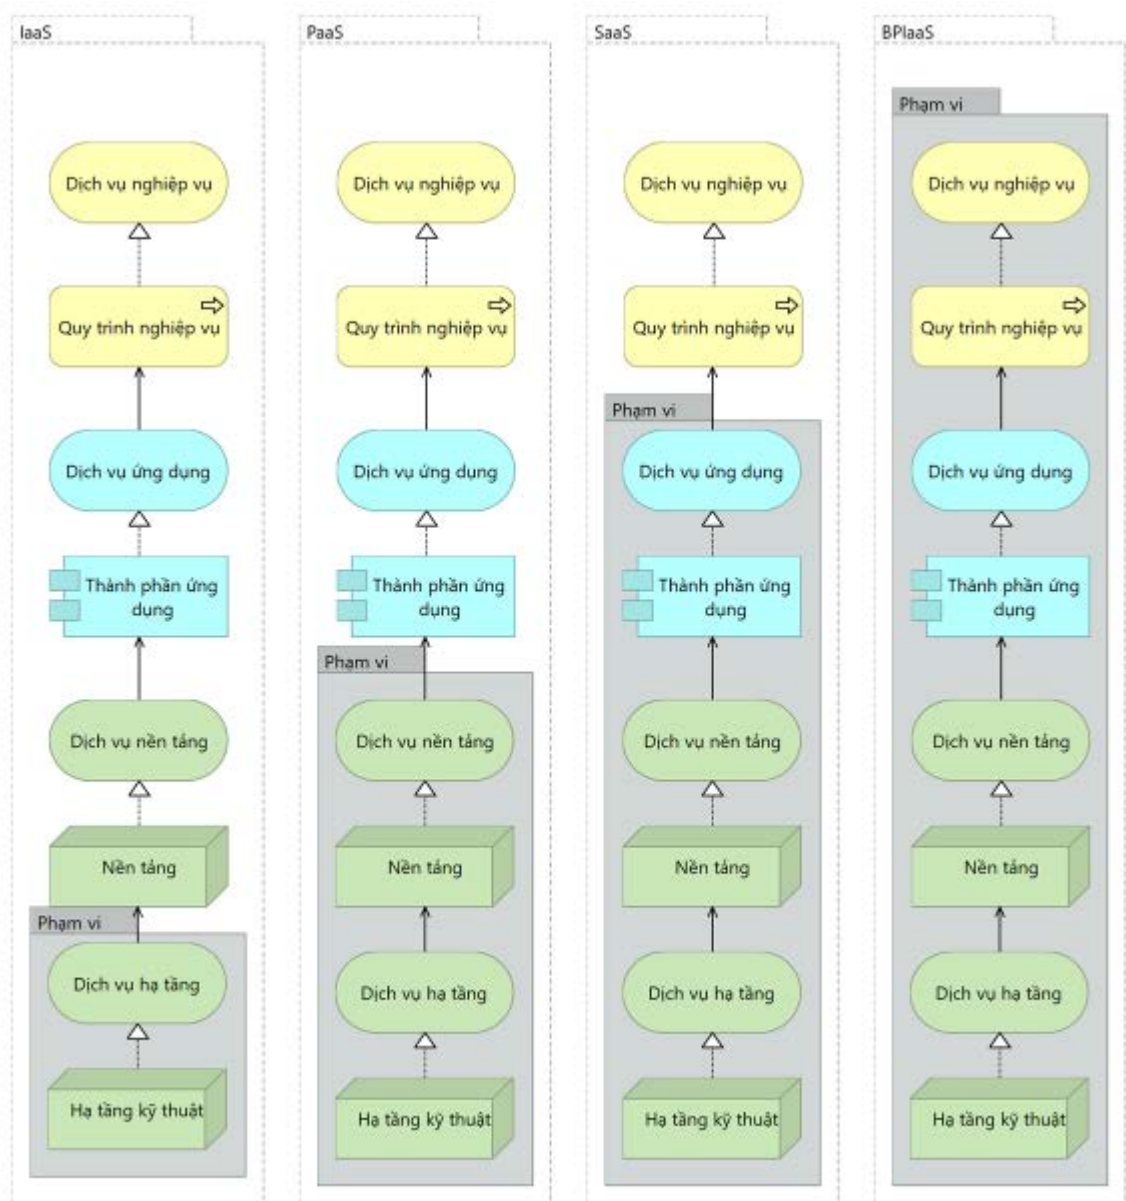 IaaS
Dịch vụ nghiệp vụ
Quy trình nghiệp vụ
Dịch vụ ứng dụng
Thành phần ứng
dụng
Dịch vụ nền tảng
Nền tảng
Phạm vi
Dịch vụ hạ tầng
Hạ tầng kỹ thuật
PaaS
Dịch vụ nghiệp vụ
Quy trình nghiệp vụ
Dịch vụ ứng dụng
Thành phần ứng
dụng
Phạm vi
Dịch vụ nền tảng
Nền tảng
Dịch vụ hạ tầng
Hạ tầng kỹ thuật
SaaS
Dịch vụ nghiệp vụ
Quy trình nghiệp vụ
Phạm vi
Dịch vụ ứng dụng
Thành phần ứng
dụng
Dịch vụ nền tảng
Nền tảng
Dịch vụ hạ tầng
Hạ tầng kỹ thuật
BPlaaS
Phạm vi
Dịch vụ nghiệp vụ
Quy trình nghiệp vụ
Dịch vụ ứng dụng
Thành phần ứng
dụng
Dịch vụ nền tảng
Nền tảng
Dịch vụ hạ tầng
Hạ tầng kỹ thuật